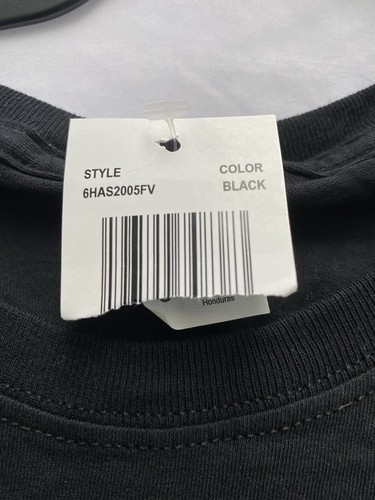 STYLE COLOR
6HAS2005FV BLACK
Honduras